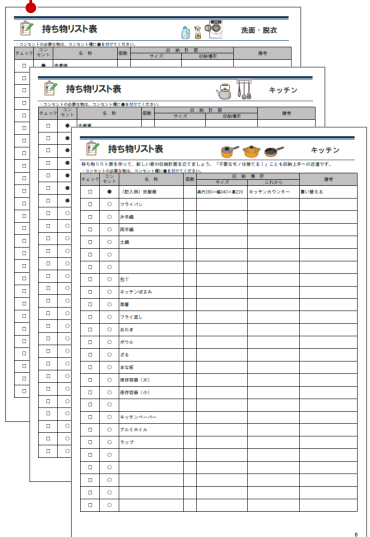 持ち物リスト表
洗面・脱衣
・コンセントの必要な物は、コンセント欄に●を付けてください。
チェック コンセント 名 称 個数 収 納 計 画 備考
サイズ 収納場所
□ ●
持ち物リスト表
キッチン
・コンセントの必要な物は、コンセント欄に●を付けてください。
チェック コンセント 名 称 個数 収 納 計 画 備考
サイズ 収納場所
□ ● 冷蔵庫
□ ●
□ ●
□ ●
□ ●
□ ●
□ ●
□ ○
□ ○
□ ○
□ ○
□ ○
□ ○
□ ○
□ ○
□ ○
□ ○
□ ○
□ ○
□ ○
持ち物リスト表
キッチン
持ち物リスト表を持って、新しい家の収納計画を立てましょう。「不要なモノは捨てる！」ことも収納上手への近道です。
・コンセントの必要な物は、コンセント欄に●を付けてください。
チェック コンセント 名 称 個数 収 納 場 所 備考
サイズ これから
□ ● （記入例）炊飯器 奥行280×幅340×高220 キッチンカウンター 買い替える
□ ○ フライパン
□ ○ 片手鍋
□ ○ 両手鍋
□ ○ 土鍋
□ ○
□ ○
□ ○ 包丁
□ ○ キッチンばさみ
□ ○ 菜箸
□ ○ フライ返し
□ ○ おたま
□ ○ ボウル
□ ○ ざる
□ ○ まな板
□ ○ 保存容器（大）
□ ○ 保存容器（小）
□ ○
□ ○ キッチンペーパー
□ ○ アルミホイル
□ ○ ラップ
□ ○
□ ○
□ ○
□ ○
□ ○
6